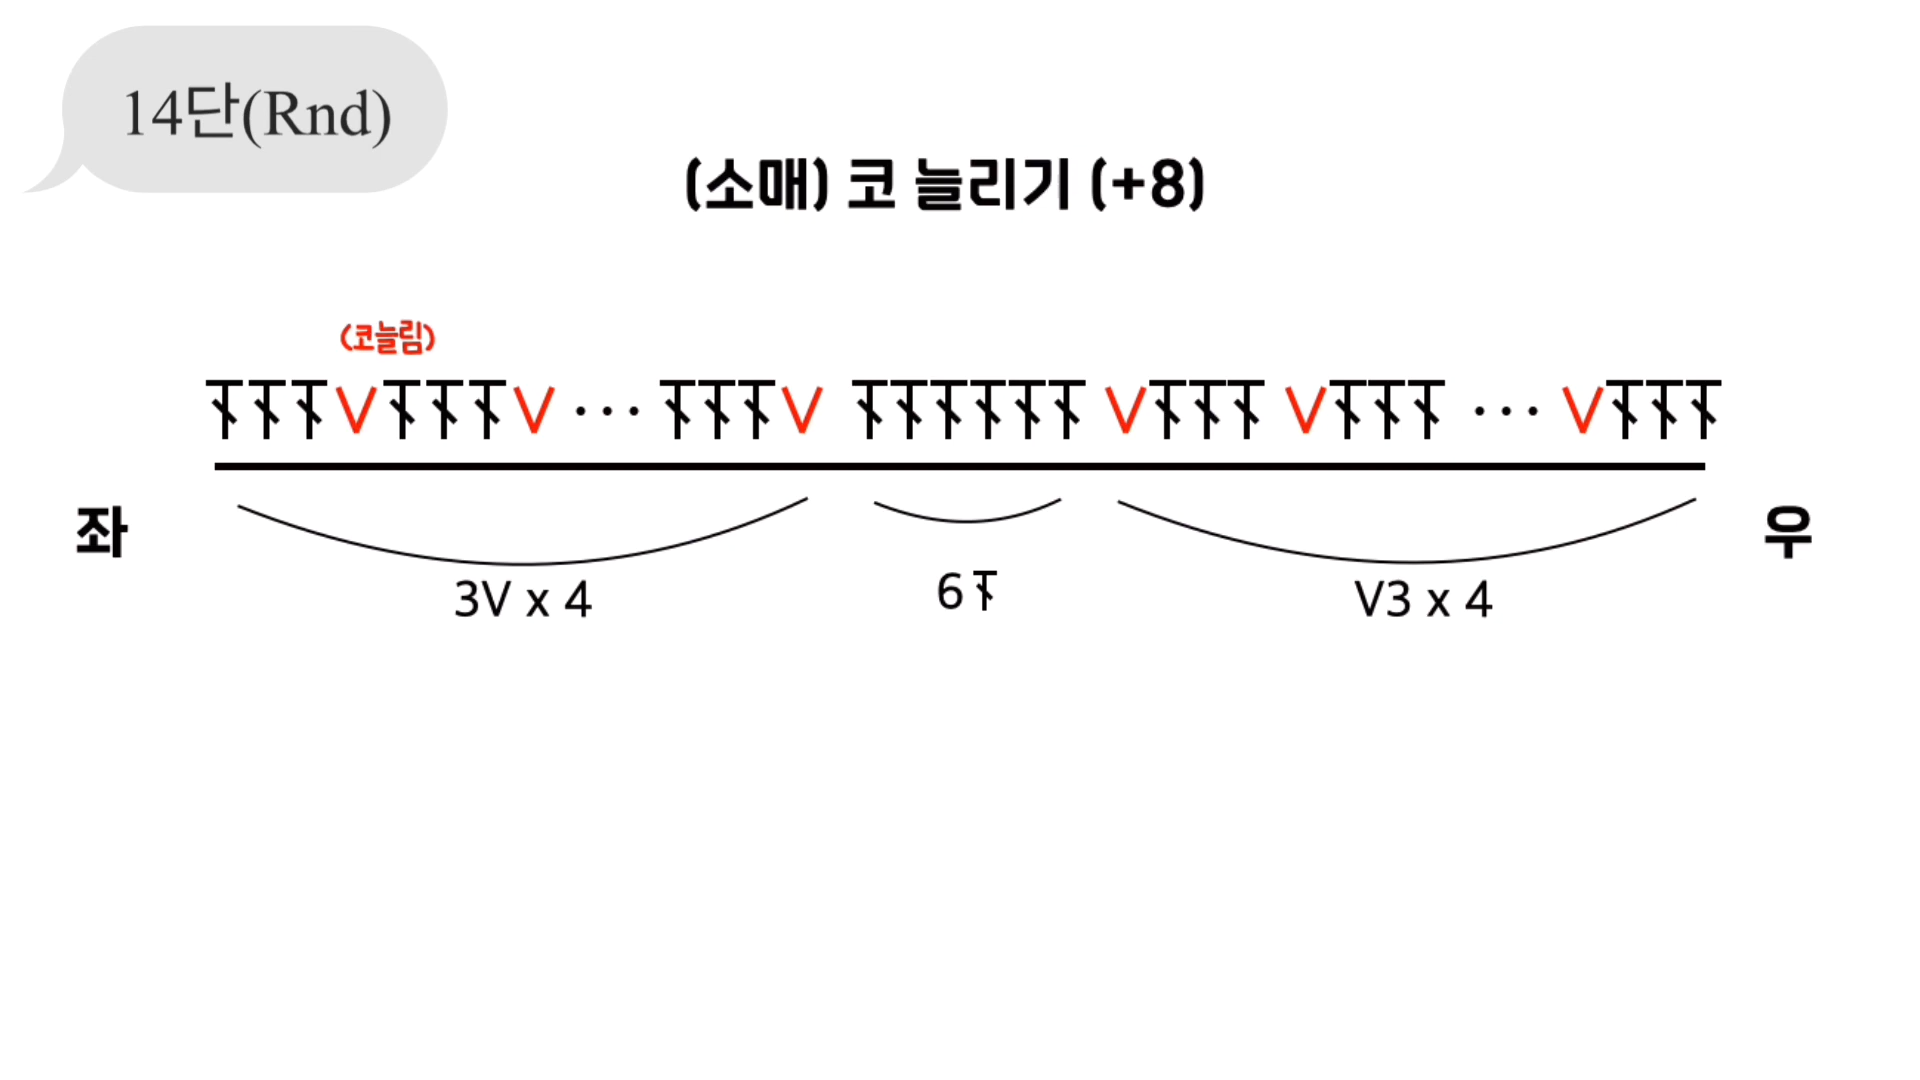 14단(Rnd)
(소매) 코 늘리기 (+8)
(코늘림)
V V ... V V V ... V
좌
우
3V x 4
6
V3 x 4